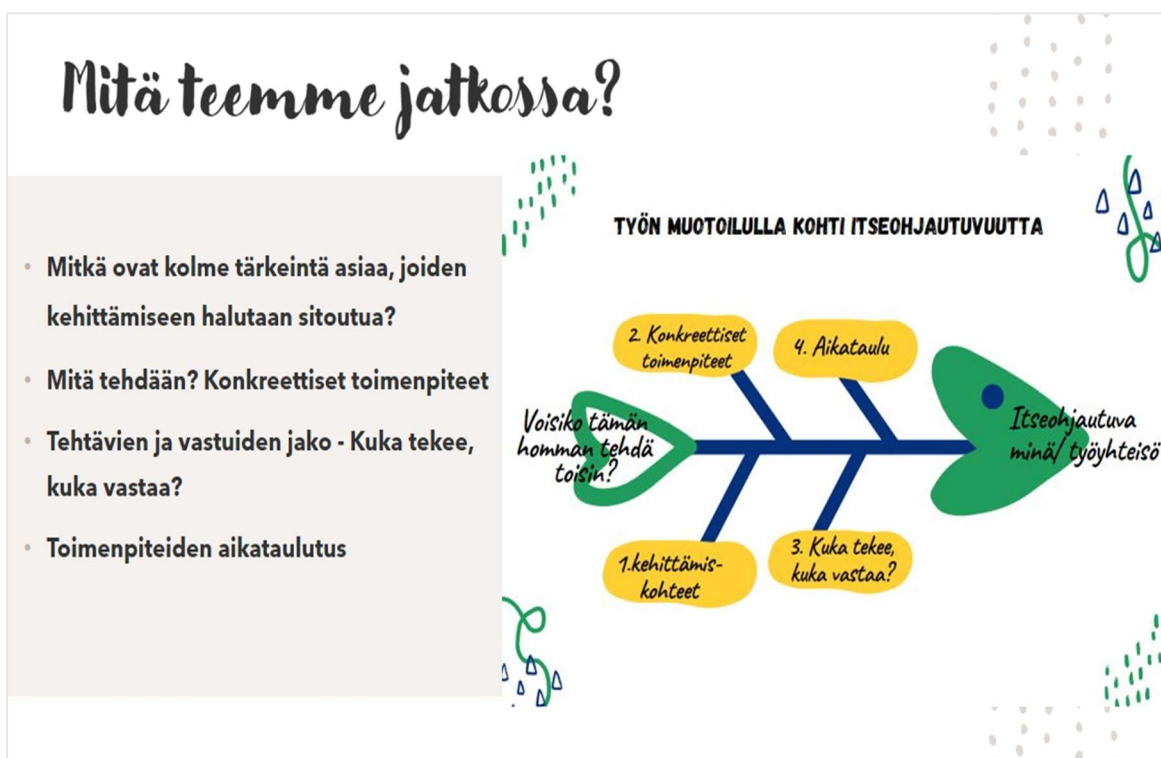 Mitä teemme jatkossa?
• Mitkä ovat kolme tärkeintä asiaa, joiden
kehittämiseen halutaan sitoutua?
• Mitä tehdään? Konkreettiset toimenpiteet
• Tehtävien ja vastuiden jako - Kuka tekee,
kuka vastaa?
• Toimenpiteiden aikataulutus
TYÖN MUOTOILULLA KOHTI ITSEOHJAUTUVUUTTA
2. Konkreettiset
toimenpiteet
4. Aikataulu
Voisiko tämän
homman tehdä
toisin?
Itseohjautuva
minä/ työyhteisö
1.kehittämis-
kohteet
3. Kuka tekee,
kuka vastaa?